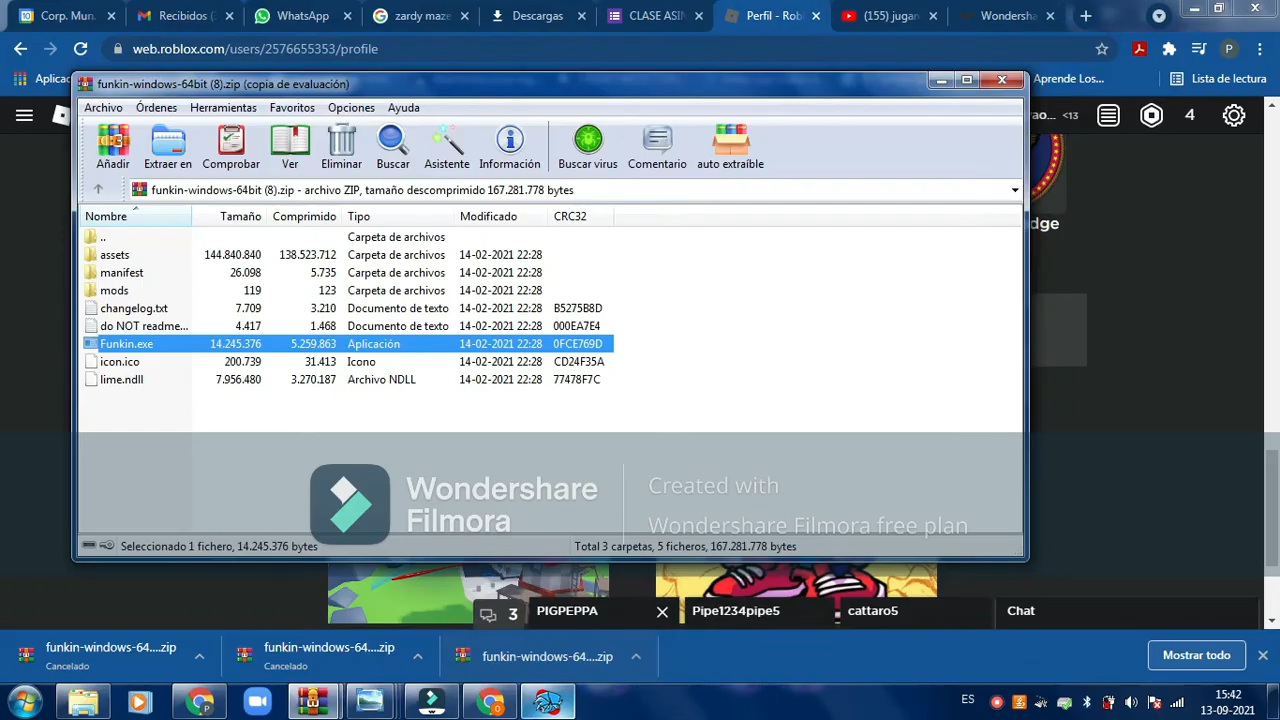 Corp. Mun.
Recibidos (
WhatsApp
zardy maze
Descargas
CLASE ASIN
Perfil - Rob
(155) jugan
Wondersha
web.roblox.com/users/2576655353/profile
P
Aplicac
Aprende Los...
Lista de lectura
funkin-windows-64bit (8).zip (copia de evaluación)
Archivo Órdenes Herramientas Favoritos Opciones Ayuda
<13 4
Añadir Extraer en Comprobar Ver Eliminar Buscar Asistente Información Buscar virus Comentario auto extraíble
funkin-windows-64bit (8).zip - archivo ZIP, tamaño descomprimido 167.281.778 bytes
Nombre Tamaño Comprimido Tipo Modificado CRC32
.. Carpeta de archivos
assets 144.840.840 138.523.712 Carpeta de archivos 14-02-2021 22:28
manifest 26.098 5.735 Carpeta de archivos 14-02-2021 22:28
mods 119 123 Carpeta de archivos 14-02-2021 22:28
changelog.txt 7.709 3.210 Documento de texto 14-02-2021 22:28 B5275B8D
do NOT readme... 4.417 1.468 Documento de texto 14-02-2021 22:28 000EA7E4
Funkin.exe 14.245.376 5.259.863 Aplicación 14-02-2021 22:28 0FCE769D
icon.ico 200.739 31.413 Icono 14-02-2021 22:28 CD24F35A
lime.ndll 7.956.480 3.270.187 Archivo NDLL 14-02-2021 22:28 77478F7C
Wondershare
Filmora
Created with
Wondershare Filmora free plan
Seleccionado 1 fichero, 14.245.376 bytes
Total 3 carpetas, 5 ficheros, 167.281.778 bytes
3 PIGPEPPA Pipe1234pipe5 cattaro5 Chat
funkin-windows-64....zip
Cancelado
funkin-windows-64....zip
Cancelado
funkin-windows-64....zip
Mostrar todo
ES
15:42
13-09-2021